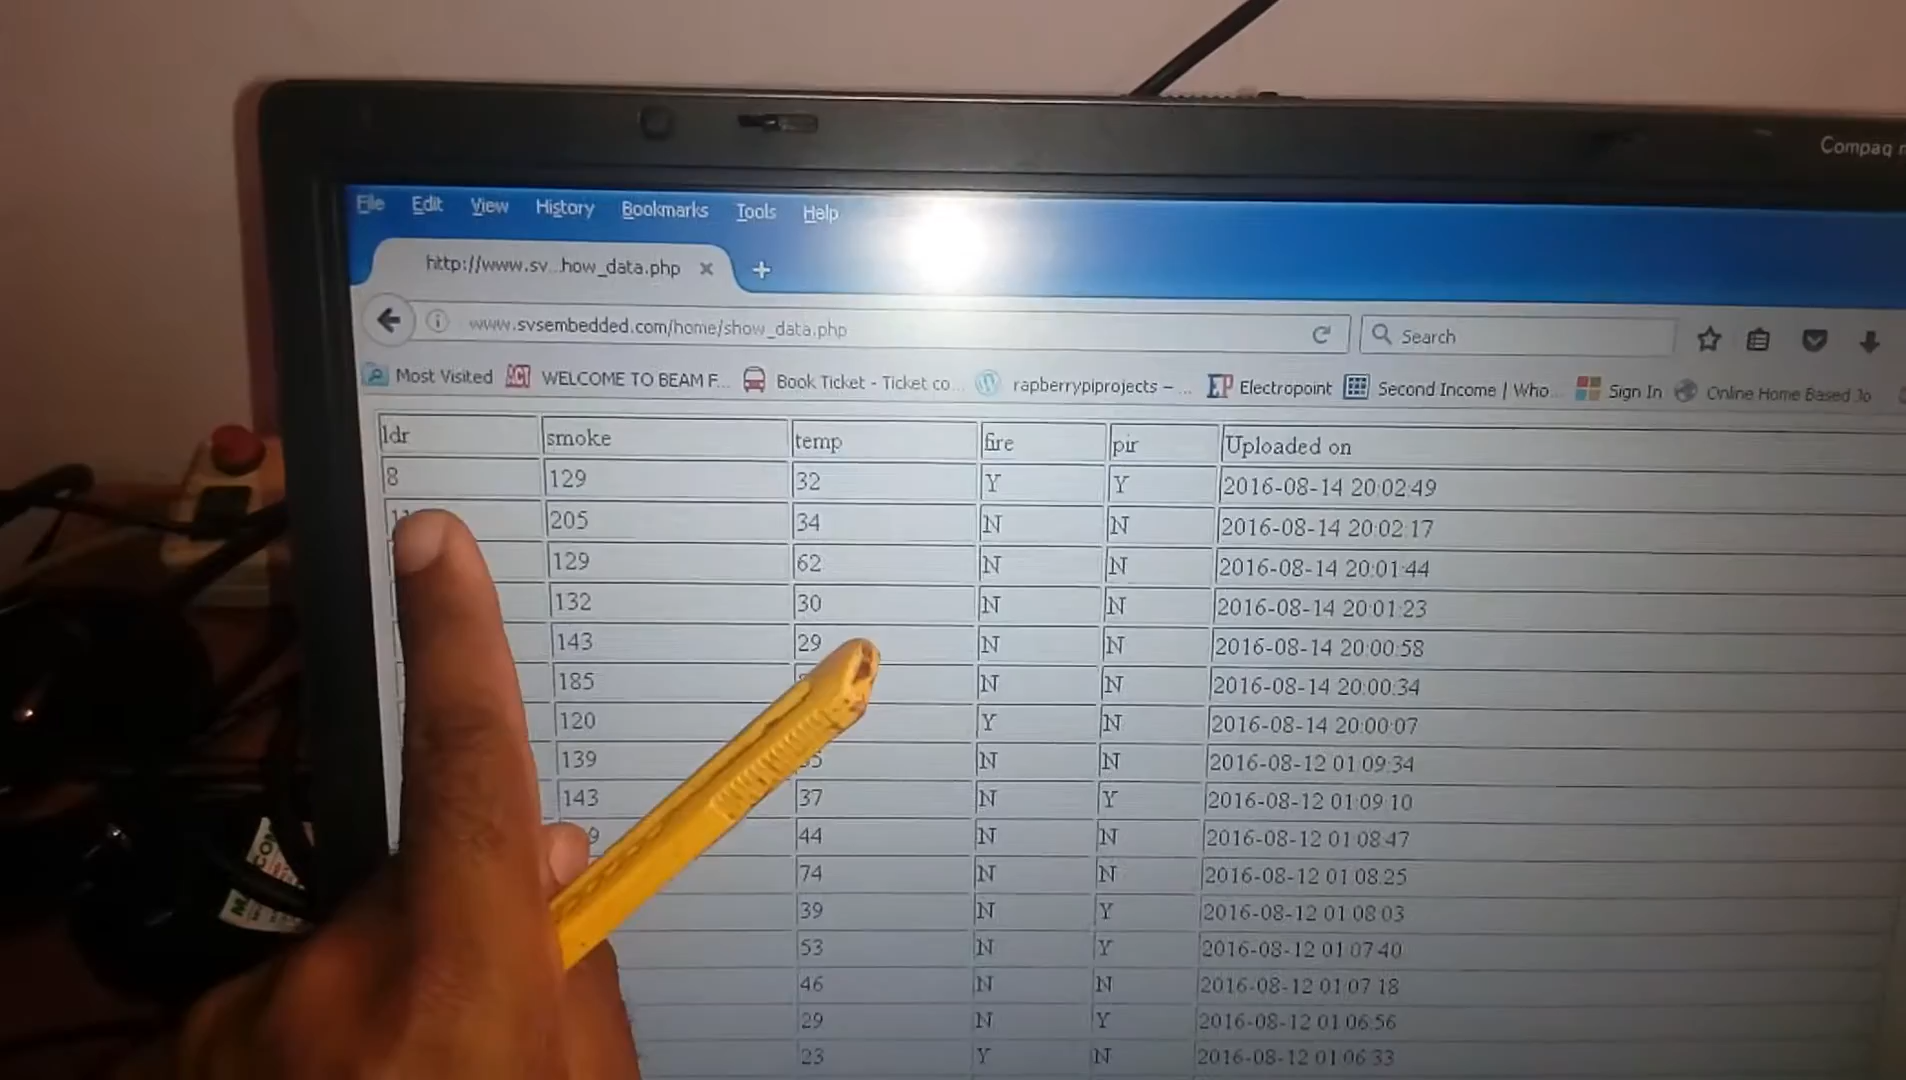 Compaq
File Edit View History Bookmarks Tools Help
http://www.sv...how_data.php
www.svsembedded.com/home/show_data.php Search
Most Visited ACT WELCOME TO BEAM F... Book Ticket - Ticket co... rapberrypiprojects – ... EP Electropoint Second Income | Who... Sign In Online Home Based Jo
ldr smoke temp fire pir Uploaded on
8 129 32 Y Y 2016-08-14 20:02:49
205 34 N N 2016-08-14 20:02:17
129 62 N N 2016-08-14 20:01:44
132 30 N N 2016-08-14 20:01:23
143 29 N N 2016-08-14 20:00:58
185 N N 2016-08-14 20:00:34
120 Y N 2016-08-14 20:00:07
139 N N 2016-08-12 01:09:34
143 37 N Y 2016-08-12 01:09:10
44 N N 2016-08-12 01:08:47
74 N N 2016-08-12 01:08:25
39 N Y 2016-08-12 01:08:03
53 N Y 2016-08-12 01:07:40
46 N N 2016-08-12 01:07:18
29 N Y 2016-08-12 01:06:56
23 Y N 2016-08-12 01:06:33